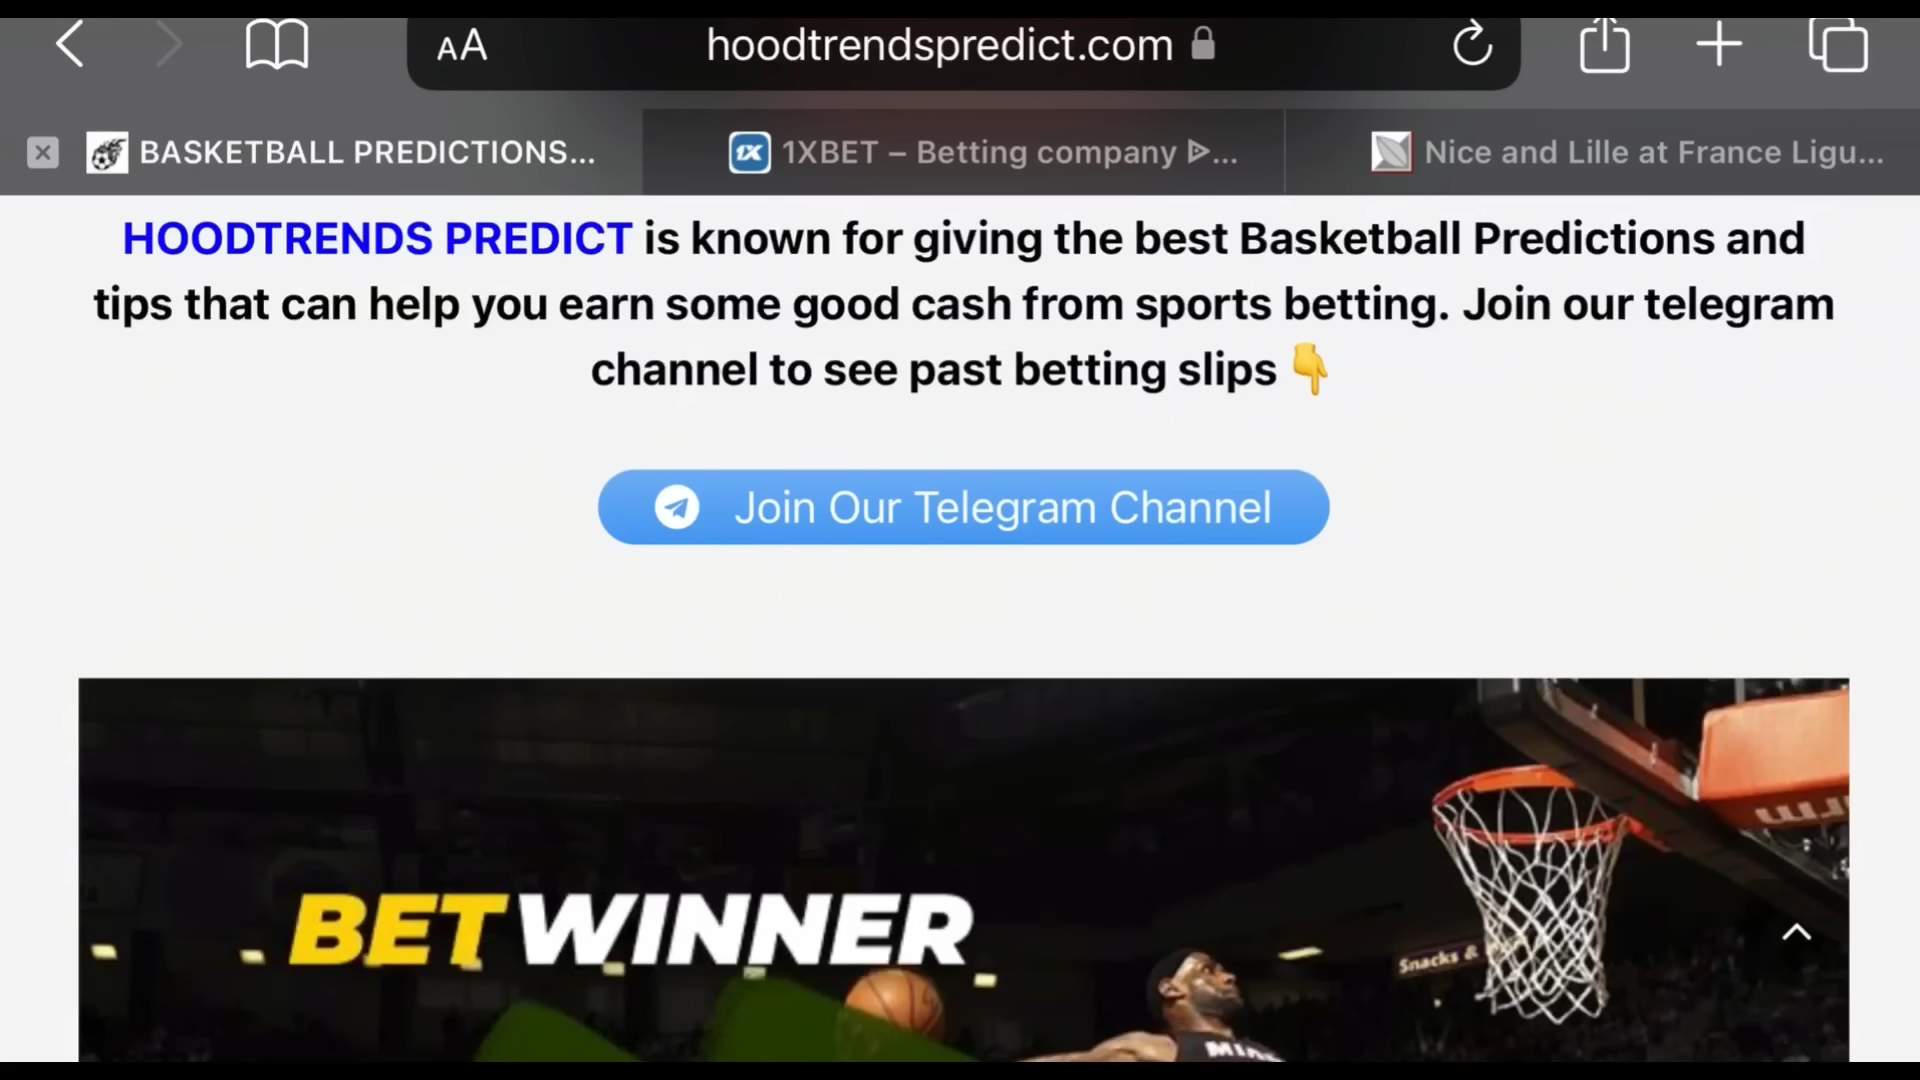 AA
hoodtrendspredict.com
BASKETBALL PREDICTIONS...
1XBET – Betting company ᐅ...
Nice and Lille at France Ligu...
HOODTRENDS PREDICT is known for giving the best Basketball Predictions and
tips that can help you earn some good cash from sports betting. Join our telegram
channel to see past betting slips 👇
Join Our Telegram Channel
BETWINNER
Snacks &